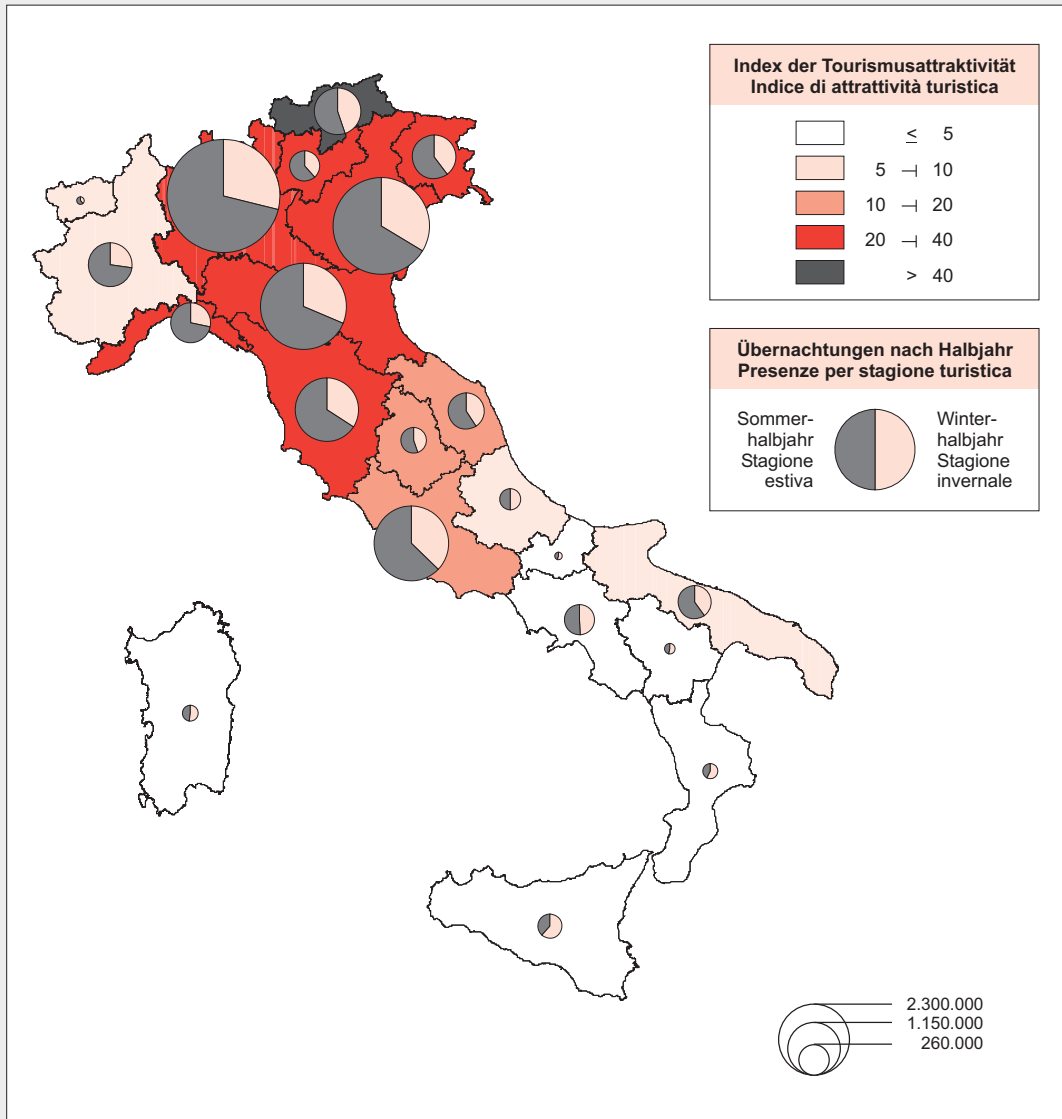 Index der Tourismusattraktivität
Indice di attrattività turistica
≤ 5
5 ⊣ 10
10 ⊣ 20
20 ⊣ 40
> 40
Übernachtungen nach Halbjahr
Presenze per stagione turistica
Sommer-
halbjahr
Stagione
estiva
Winter-
halbjahr
Stagione
invernale
2.300.000
1.150.000
260.000